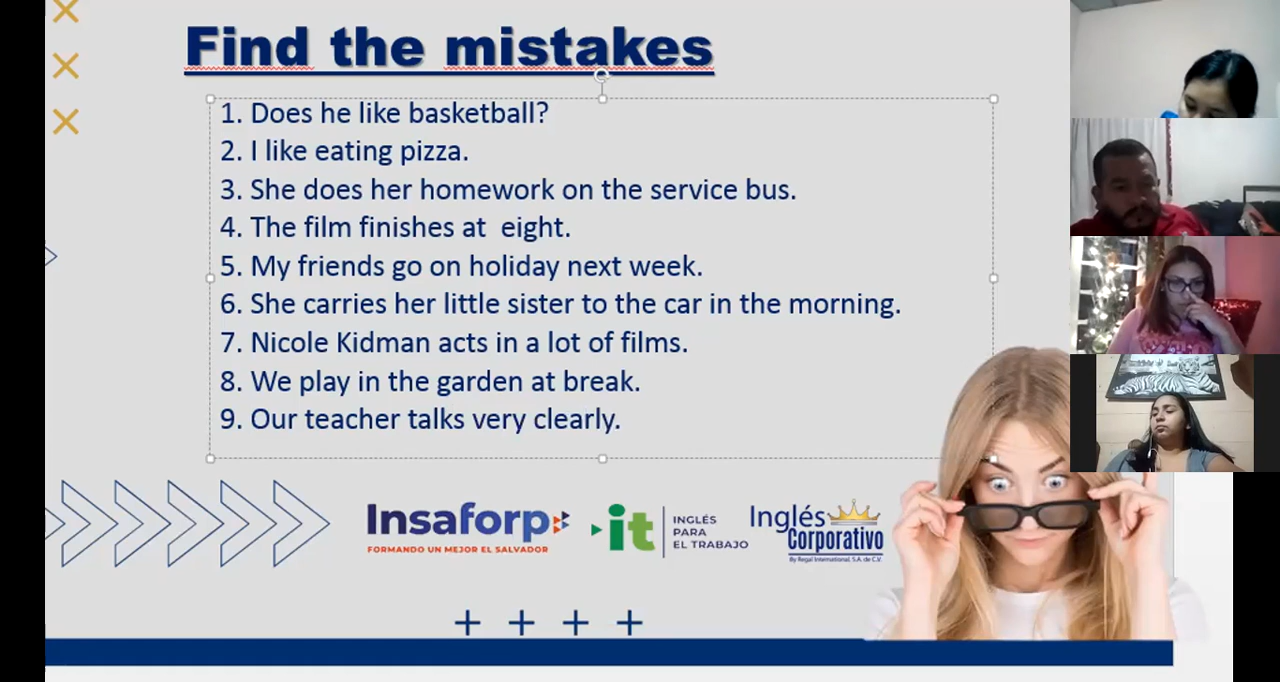 Find the mistakes
1. Does he like basketball?
2. I like eating pizza.
3. She does her homework on the service bus.
4. The film finishes at  eight.
5. My friends go on holiday next week.
6. She carries her little sister to the car in the morning.
7. Nicole Kidman acts in a lot of films.
8. We play in the garden at break.
9. Our teacher talks very clearly.
Insaforp
FORMANDO UN MEJOR EL SALVADOR
it
INGLÉS
PARA
EL TRABAJO
Inglés
Corporativo
By Regal International, S.A. de C.V.